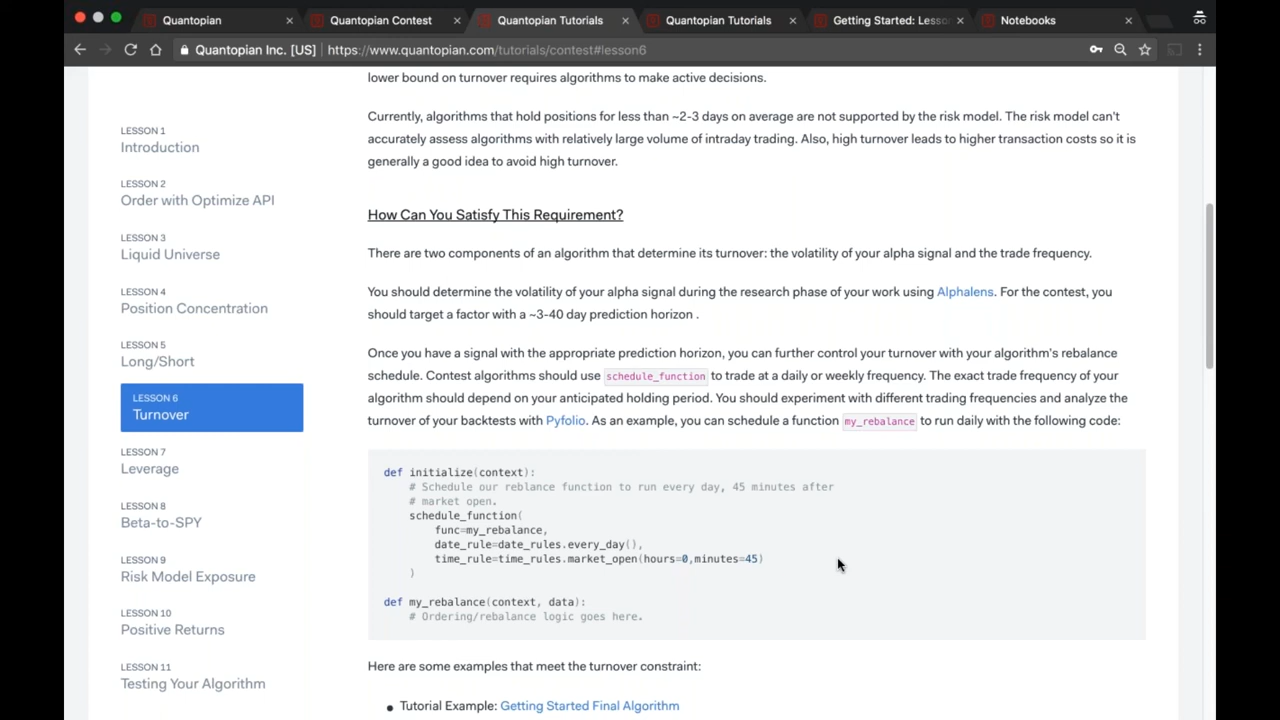 Quantopian
Quantopian Contest
Quantopian Tutorials
Quantopian Tutorials
Getting Started: Lesso
Notebooks
Quantopian Inc. [US]
https://www.quantopian.com/tutorials/contest#lesson6
LESSON 1
Introduction
LESSON 2
Order with Optimize API
LESSON 3
Liquid Universe
LESSON 4
Position Concentration
LESSON 5
Long/Short
LESSON 6
Turnover
LESSON 7
Leverage
LESSON 8
Beta-to-SPY
LESSON 9
Risk Model Exposure
LESSON 10
Positive Returns
LESSON 11
Testing Your Algorithm
lower bound on turnover requires algorithms to make active decisions.
Currently, algorithms that hold positions for less than ~2-3 days on average are not supported by the risk model. The risk model can't
accurately assess algorithms with relatively large volume of intraday trading. Also, high turnover leads to higher transaction costs so it is
generally a good idea to avoid high turnover.
How Can You Satisfy This Requirement?
There are two components of an algorithm that determine its turnover: the volatility of your alpha signal and the trade frequency.
You should determine the volatility of your alpha signal during the research phase of your work using Alphalens. For the contest, you
should target a factor with a ~3-40 day prediction horizon .
Once you have a signal with the appropriate prediction horizon, you can further control your turnover with your algorithm's rebalance
schedule. Contest algorithms should use schedule_function to trade at a daily or weekly frequency. The exact trade frequency of your
algorithm should depend on your anticipated holding period. You should experiment with different trading frequencies and analyze the
turnover of your backtests with Pyfolio. As an example, you can schedule a function my_rebalance to run daily with the following code:
def initialize(context):
# Schedule our reblance function to run every day, 45 minutes after
# market open.
schedule_function(
func=my_rebalance,
date_rule=date_rules.every_day(),
time_rule=time_rules.market_open(hours=0,minutes=45)
)
def my_rebalance(context, data):
# Ordering/rebalance logic goes here.
Here are some examples that meet the turnover constraint:
● Tutorial Example: Getting Started Final Algorithm